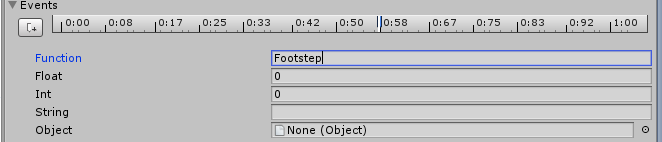 Events
0:00 0:08 0:17 0:25 0:33 0:42 0:50 0:58 0:67 0:75 0:83 0:92 1:00
Function Footstep
Float 0
Int 0
String
Object None (Object)